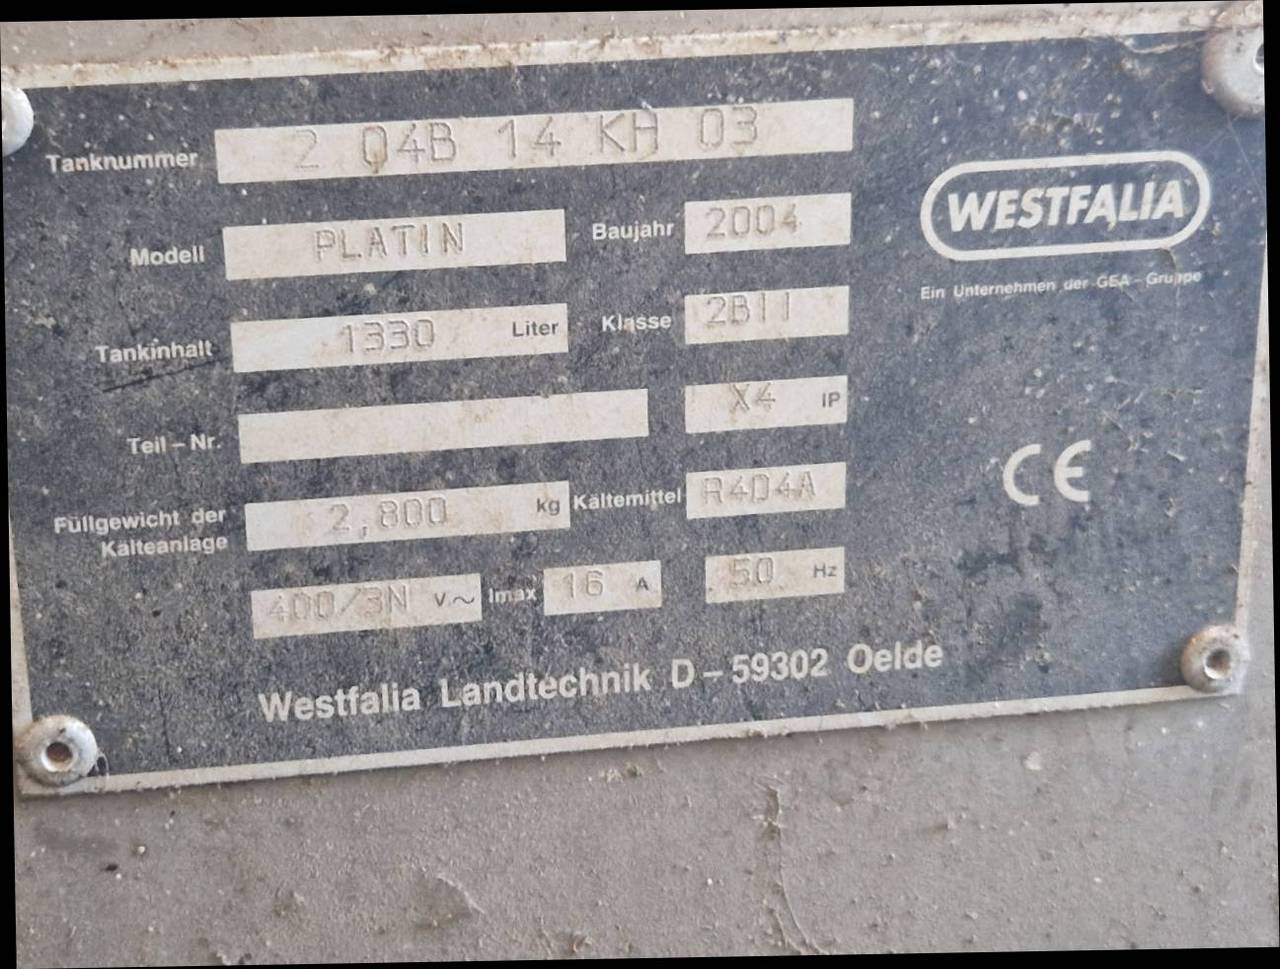 Tanknummer 2 04B 14 KH 03
Modell PLATIN Baujahr 2004
WESTFALIA
Ein Unternehmen der GEA-Gruppe
Tankinhalt 1330 Liter Klasse 2BII
Teil-Nr. X4 IP
CE
Füllgewicht der Kälteanlage 2,800 kg Kältemittel R404A
400/3N V~ Imax 16 A 50 Hz
Westfalia Landtechnik D-59302 Oelde